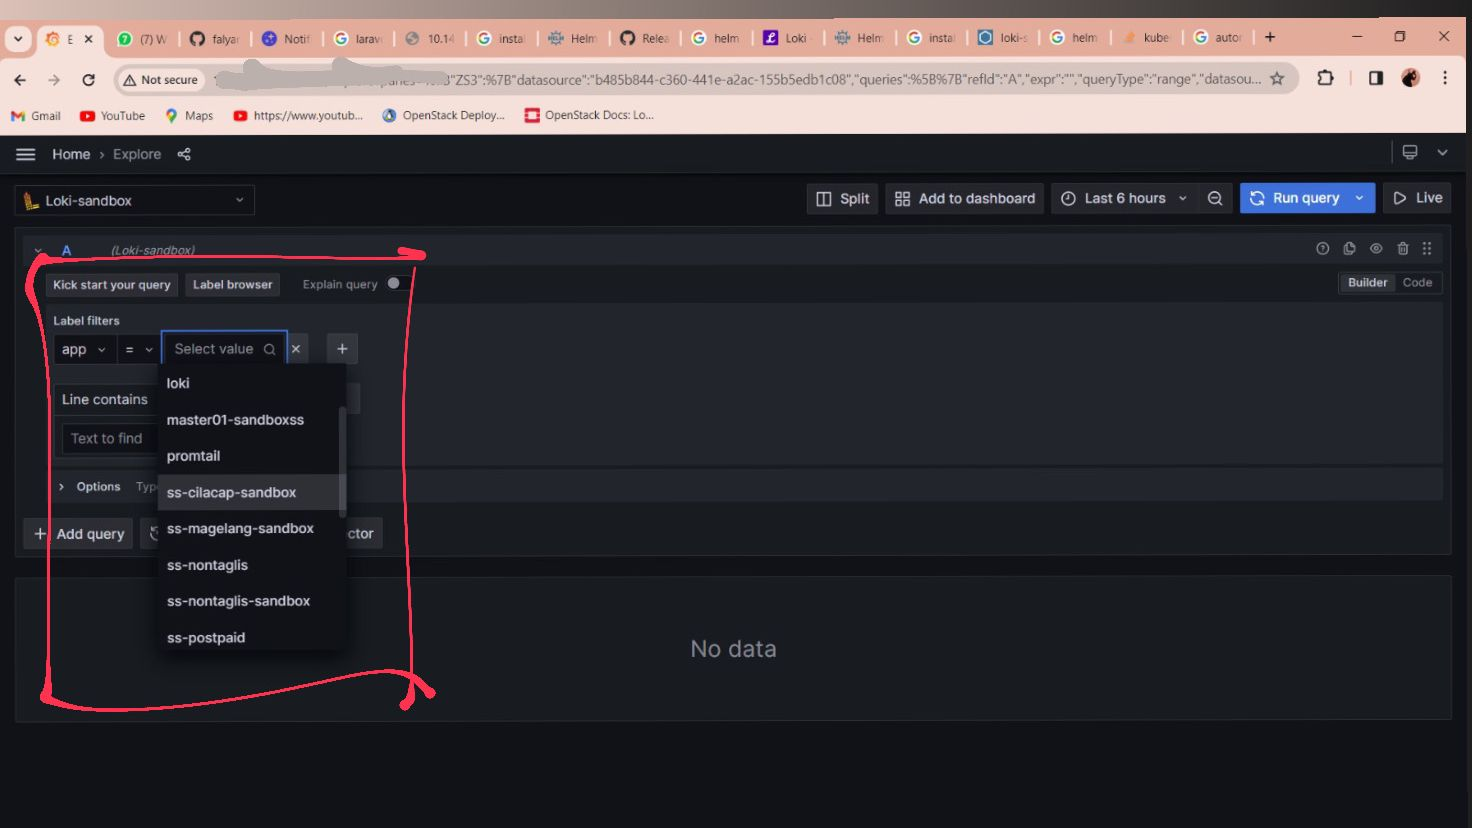 E
(7) W
falyar
Notif
larav
10.14
instal
Helm
Relea
helm
Loki
Helm
instal
loki-s
helm
kube
autor
Not secure
"ZS3":%7B"datasource":"b485b844-c360-441e-a2ac-155b5edb1c08","queries":%5B%7B"refId":"A","expr":"","queryType":"range","datasou...
Gmail
YouTube
Maps
https://www.youtub...
OpenStack Deploy...
OpenStack Docs: Lo...
Home › Explore
Loki-sandbox
Split
Add to dashboard
Last 6 hours
Run query
Live
A (Loki-sandbox)
Kick start your query
Label browser
Explain query
Builder
Code
Label filters
app
=
Select value
loki
Line contains
master01-sandboxss
Text to find
promtail
Options
Type
ss-cilacap-sandbox
ss-magelang-sandbox
+ Add query
ctor
ss-nontaglis
ss-nontaglis-sandbox
ss-postpaid
No data